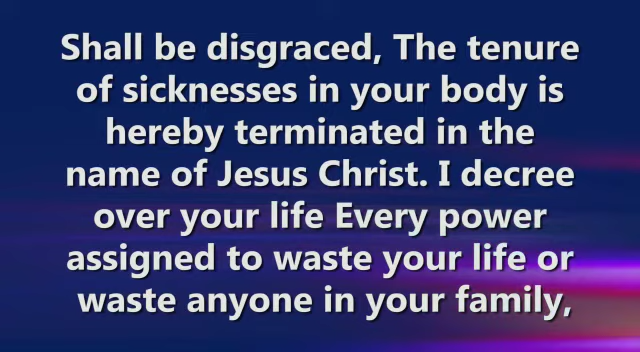 Shall be disgraced, The tenure
of sicknesses in your body is
hereby terminated in the
name of Jesus Christ. I decree
over your life Every power
assigned to waste your life or
waste anyone in your family,